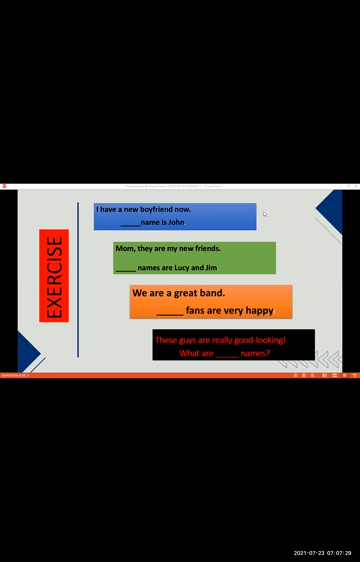 EXERCISE
I have a new boyfriend now.
_____name is John
Mom, they are my new friends.
_____ names are Lucy and Jim
We are a great band.
_____ fans are very happy
These guys are really good-looking!
What are _____ names?
2021-07-23 07:07:29